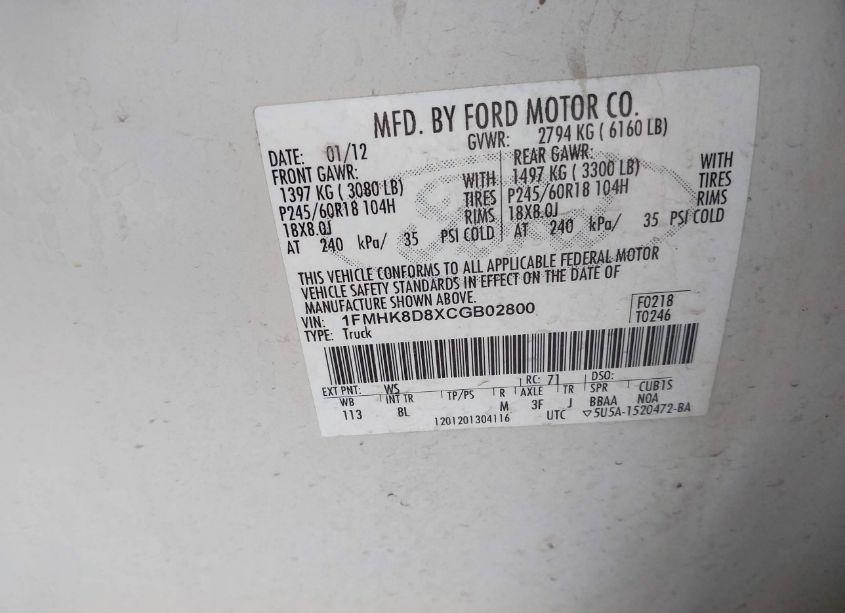 MFD. BY FORD MOTOR CO.
DATE: 01/12 GVWR: 2794 KG ( 6160 LB)
FRONT GAWR: REAR GAWR:
1397 KG ( 3080 LB) WITH 1497 KG ( 3300 LB) WITH
P245/60R18 104H TIRES P245/60R18 104H TIRES
18X8.0J RIMS 18X8.0J RIMS
AT 240 kPa/ 35 PSI COLD AT 240 kPa/ 35 PSI COLD
THIS VEHICLE CONFORMS TO ALL APPLICABLE FEDERAL MOTOR
VEHICLE SAFETY STANDARDS IN EFFECT ON THE DATE OF
MANUFACTURE SHOWN ABOVE.
VIN: 1FMHK8D8XCGB02800 F0218
TYPE: Truck T0246
EXT PNT: WS RC: 71 DSO:
WB INT TR TP/PS R AXLE TR SPR CUB1S
113 8L M 3F J BBAA NOA
1201201304116 UTC ▽5U5A-1520472-BA